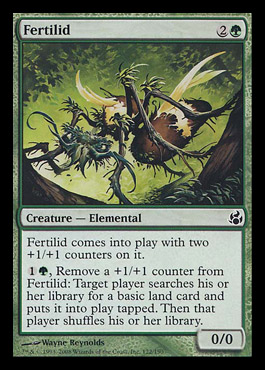 Fertilid 2
Creature — Elemental
Fertilid comes into play with two
+1/+1 counters on it.
1 , Remove a +1/+1 counter from
Fertilid: Target player searches his or
her library for a basic land card and
puts it into play tapped. Then that
player shuffles his or her library.
Wayne Reynolds
0/0